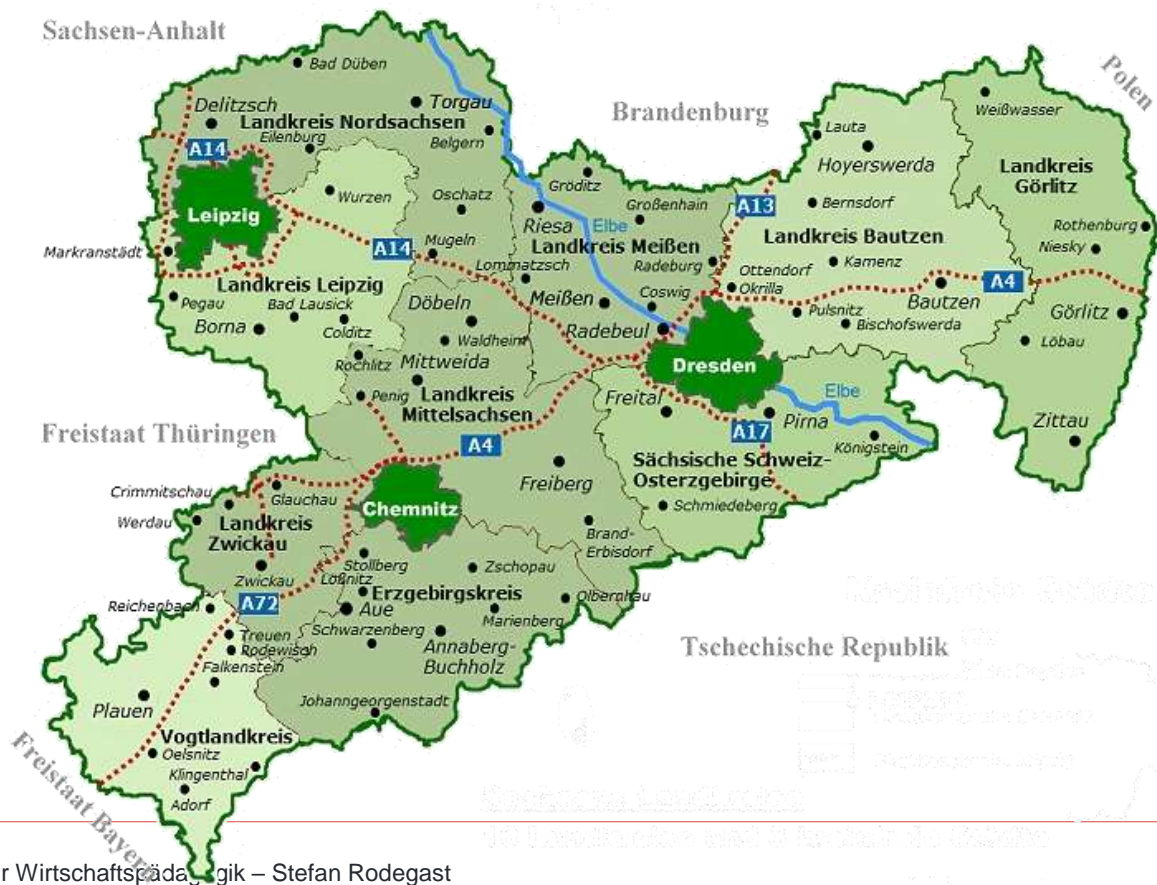 Sachsen-Anhalt
Polen
Bad Düben
Brandenburg
Weißwasser
Delitzsch
Torgau
Landkreis Nordsachsen
Lauta
Eilenburg
Belgern
A14
Hoyerswerda
Landkreis
Görlitz
Gröditz
Wurzen
Oschatz
Leipzig
Riesa
Elbe
Großenhain
A13
Bernsdorf
Rothenburg
Markranstädt
A14
Mugeln
Landkreis Meißen
Landkreis Bautzen
Niesky
Lommatzsch
Radeburg
Kamenz
Landkreis Leipzig
Ottendorf
Okrilla
A4
Pegau
Bad Lausick
Döbeln
Meißen
Coswig
Bautzen
Borna
Colditz
Radebeul
Pulsnitz
Görlitz
Bischofswerda
Waldheim
Löbau
Rochlitz
Mittweida
Dresden
Penig
Landkreis
Mittelsachsen
Freital
Elbe
Pirna
Zittau
Freistaat Thüringen
A4
A17
Königstein
Sächsische Schweiz-
Osterzgebirge
Crimmitschau
Glauchau
Freiberg
Chemnitz
Schmiedeberg
Werdau
Landkreis
Zwickau
Brand-
Erbisdorf
Stollberg
Zwickau
Lößnitz
Zschopau
Erzgebirgskreis
Olbernhau
Reichenbach
A72
Aue
Marienberg
Schwarzenberg
Treuen
Rodewisch
Annaberg-
Buchholz
Tschechische Republik
Falkenstein
Plauen
Johanngeorgenstadt
Vogtlandkreis
Oelsnitz
Klingenthal
Adorf
Freistaat Bayern
r Wirtschaftspädagogik – Stefan Rodegast